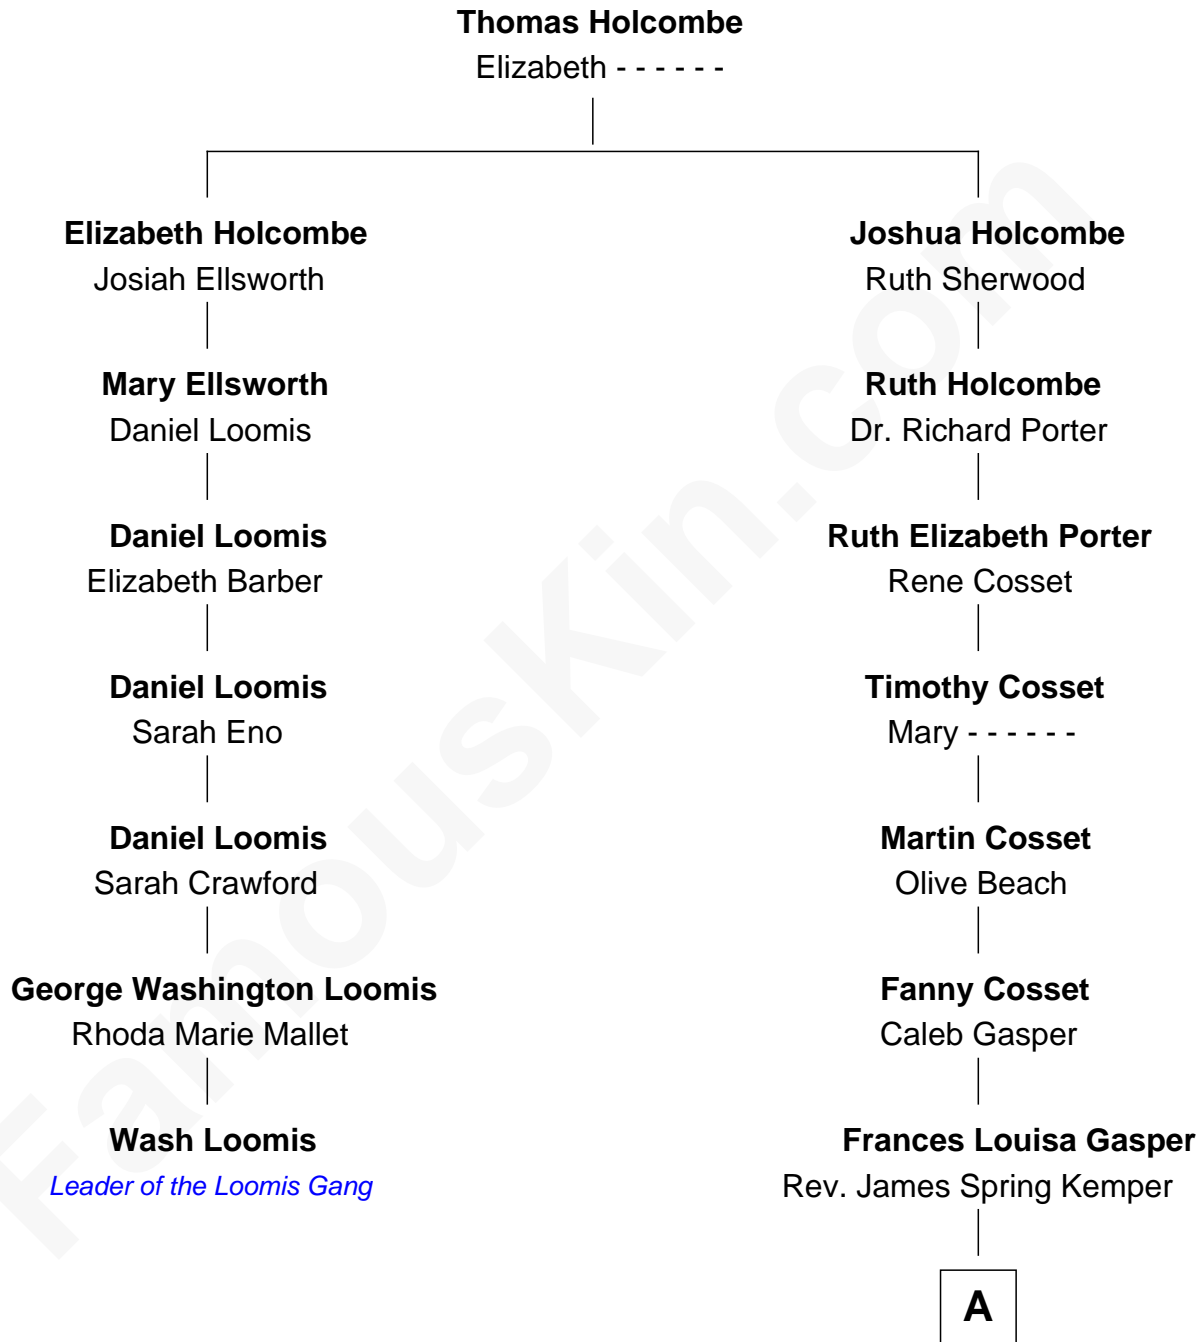 Thomas Holcombe
Elizabeth - - - - - -
Elizabeth Holcombe
Josiah Ellsworth
Joshua Holcombe
Ruth Sherwood
Mary Ellsworth
Daniel Loomis
Ruth Holcombe
Dr. Richard Porter
Daniel Loomis
Elizabeth Barber
Ruth Elizabeth Porter
Rene Cosset
Daniel Loomis
Sarah Eno
Timothy Cosset
Mary - - - - - -
Daniel Loomis
Sarah Crawford
Martin Cosset
Olive Beach
George Washington Loomis
Rhoda Marie Mallet
Fanny Cosset
Caleb Gasper
Wash Loomis
Leader of the Loomis Gang
Frances Louisa Gasper
Rev. James Spring Kemper
A
FamousKin.com